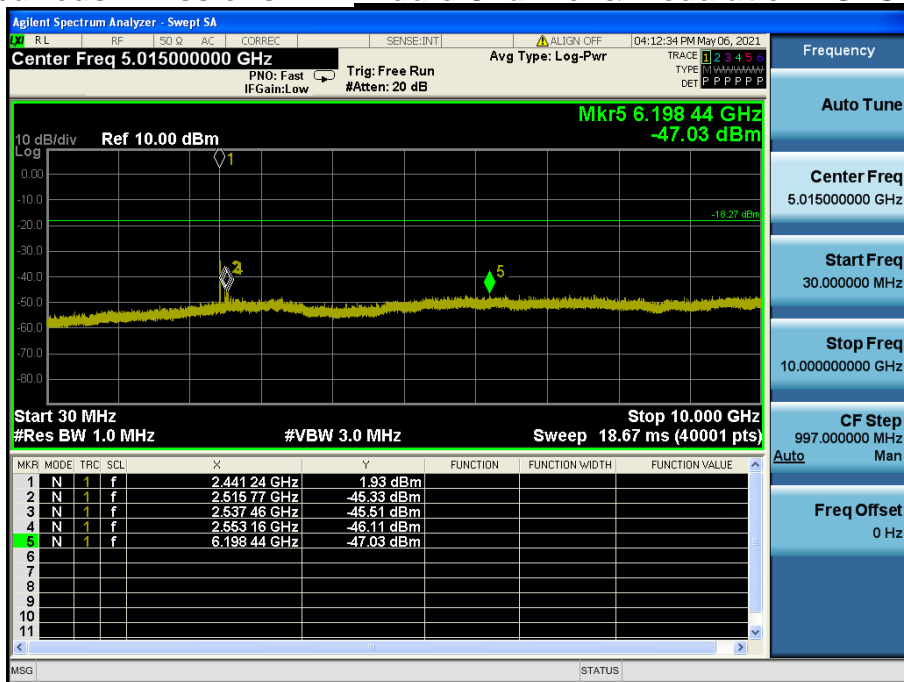 Agilent Spectrum Analyzer - Swept SA
LXI RL RF 50 Ω AC CORREC SENSE:INT ALIGN OFF 04:12:34 PM May 06, 2021
Center Freq 5.015000000 GHz
PNO: Fast
IFGain:Low
Trig: Free Run
#Atten: 20 dB
Avg Type: Log-Pwr
TRACE 1 2 3 4 5 6
TYPE M WWWWW
DET P P P P P P
Mkr5 6.198 44 GHz
-47.03 dBm
10 dB/div Ref 10.00 dBm
Log
0.00
-10.0
-20.0
-30.0
-40.0
-50.0
-60.0
-70.0
-80.0
1
-18.27 dBm
5
Start 30 MHz Stop 10.000 GHz
#Res BW 1.0 MHz #VBW 3.0 MHz Sweep 18.67 ms (40001 pts)
MKR MODE TRC SCL X Y FUNCTION FUNCTION WIDTH FUNCTION VALUE
1 N 1 f 2.441 24 GHz 1.93 dBm
2 N 1 f 2.515 77 GHz -45.33 dBm
3 N 1 f 2.537 46 GHz -45.51 dBm
4 N 1 f 2.553 16 GHz -46.11 dBm
5 N 1 f 6.198 44 GHz -47.03 dBm
6
7
8
9
10
11
MSG STATUS
Frequency
Auto Tune
Center Freq
5.015000000 GHz
Start Freq
30.000000 MHz
Stop Freq
10.000000000 GHz
CF Step
997.000000 MHz
Auto Man
Freq Offset
0 Hz